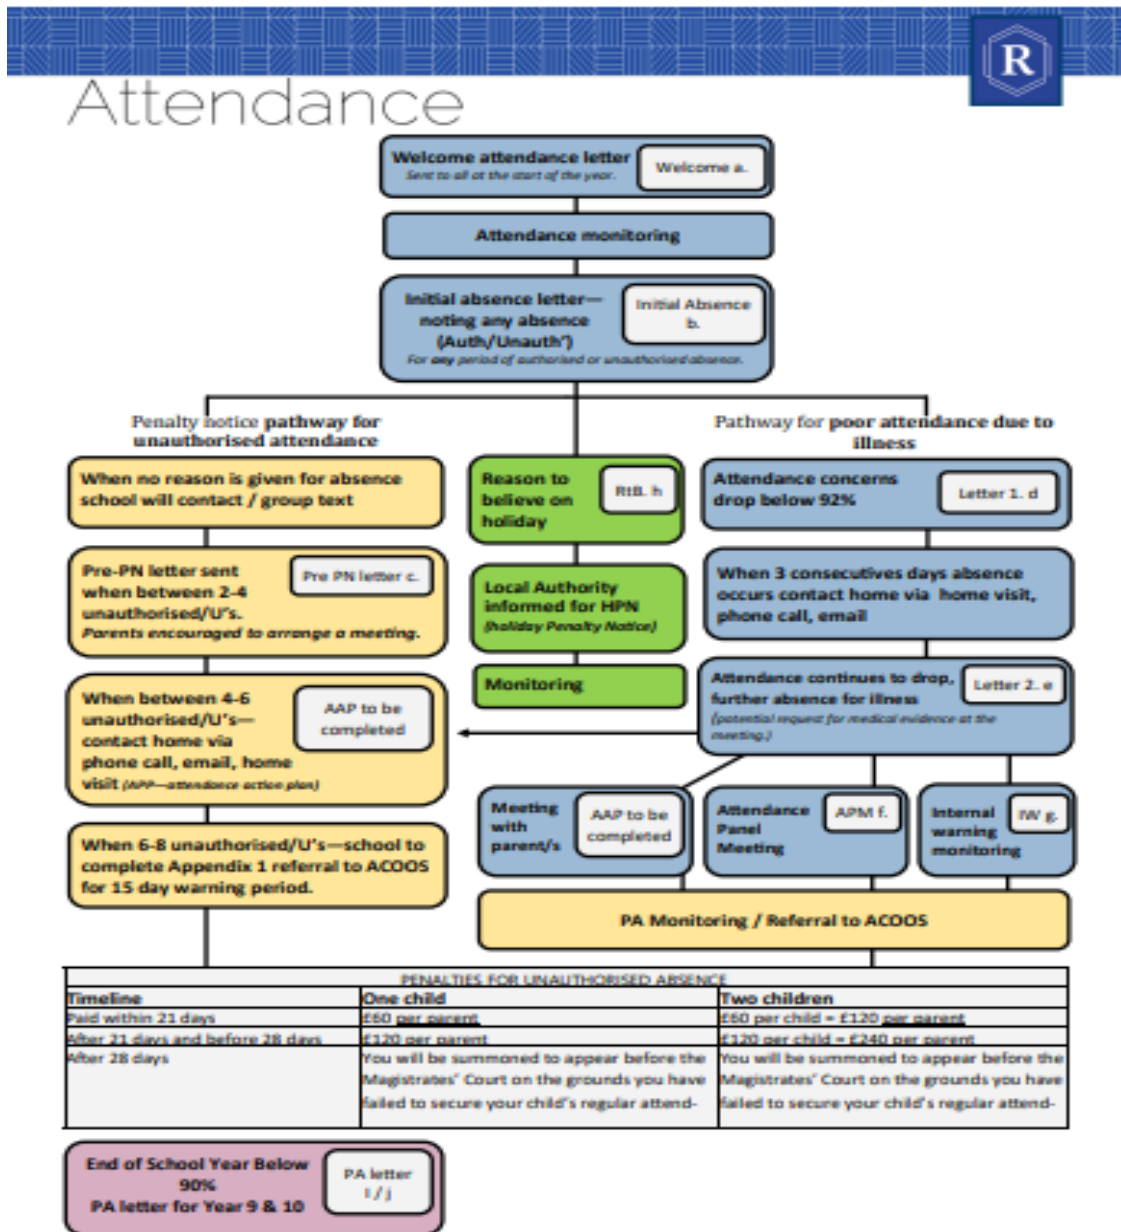 R
Attendance
Welcome attendance letter
Sent to all at the start of the year.
Welcome a.
Attendance monitoring
Initial absence letter—
noting any absence
(Auth/Unauth’)
For any period of authorised or unauthorised absence.
Initial Absence
b.
Penalty notice pathway for
unauthorised attendance
When no reason is given for absence
school will contact / group text
Pre-PN letter sent
when between 2-4
unauthorised/U’s.
Parents encouraged to arrange a meeting.
Pre PN letter c.
When between 4-6
unauthorised/U’s—
contact home via
phone call, email, home
visit (APP—attendance action plan)
AAP to be
completed
When 6-8 unauthorised/U’s—school to
complete Appendix 1 referral to ACOOS
for 15 day warning period.
Reason to
believe on
holiday
RtB. h
Local Authority
informed for HPN
(holiday Penalty Notice)
Monitoring
Pathway for poor attendance due to
illness
Attendance concerns
drop below 92%
Letter 1. d
When 3 consecutives days absence
occurs contact home via home visit,
phone call, email
Attendance continues to drop,
further absence for illness
(potential request for medical evidence at the
meeting.)
Letter 2. e
Meeting
with
parent/s
AAP to be
completed
Attendance
Panel
Meeting
APM f.
Internal
warning
monitoring
IW g.
PA Monitoring / Referral to ACOOS
PENALTIES FOR UNAUTHORISED ABSENCE
Timeline One child Two children
Paid within 21 days £60 per parent £60 per child = £120 per parent
After 21 days and before 28 days £120 per parent £120 per child = £240 per parent
After 28 days You will be summoned to appear before the You will be summoned to appear before the
Magistrates’ Court on the grounds you have Magistrates’ Court on the grounds you have
failed to secure your child’s regular attend- failed to secure your child’s regular attend-
End of School Year Below
90%
PA letter for Year 9 & 10
PA letter
I / j